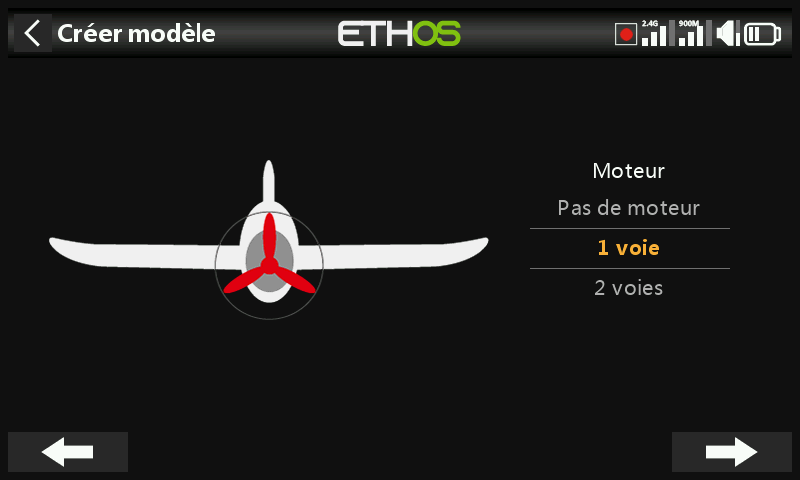 Créer modèle
ETHOS
2.4G
900M
Moteur
Pas de moteur
1 voie
2 voies